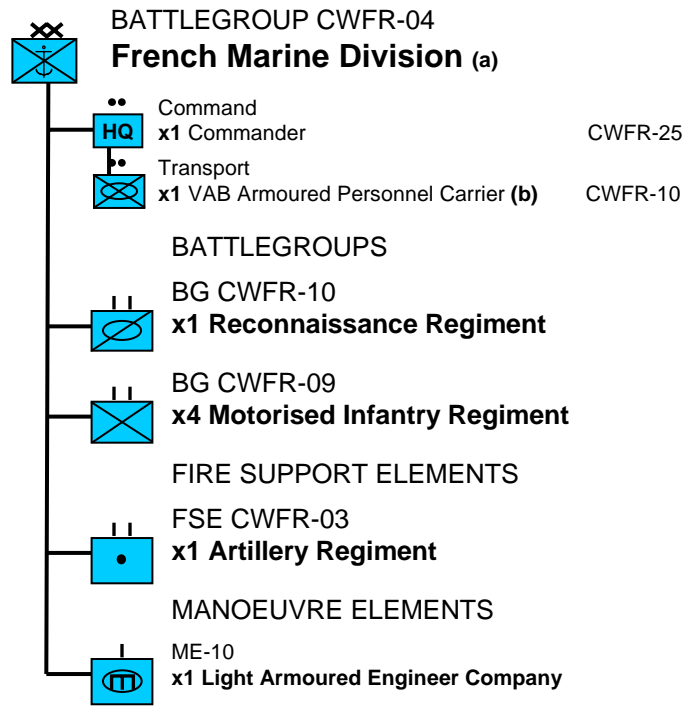 BATTLEGROUP CWFR-04
French Marine Division (a)
Command
HQ x1 Commander CWFR-25
Transport
x1 VAB Armoured Personnel Carrier (b) CWFR-10
BATTLEGROUPS
BG CWFR-10
x1 Reconnaissance Regiment
BG CWFR-09
x4 Motorised Infantry Regiment
FIRE SUPPORT ELEMENTS
FSE CWFR-03
x1 Artillery Regiment
MANOEUVRE ELEMENTS
ME-10
x1 Light Armoured Engineer Company